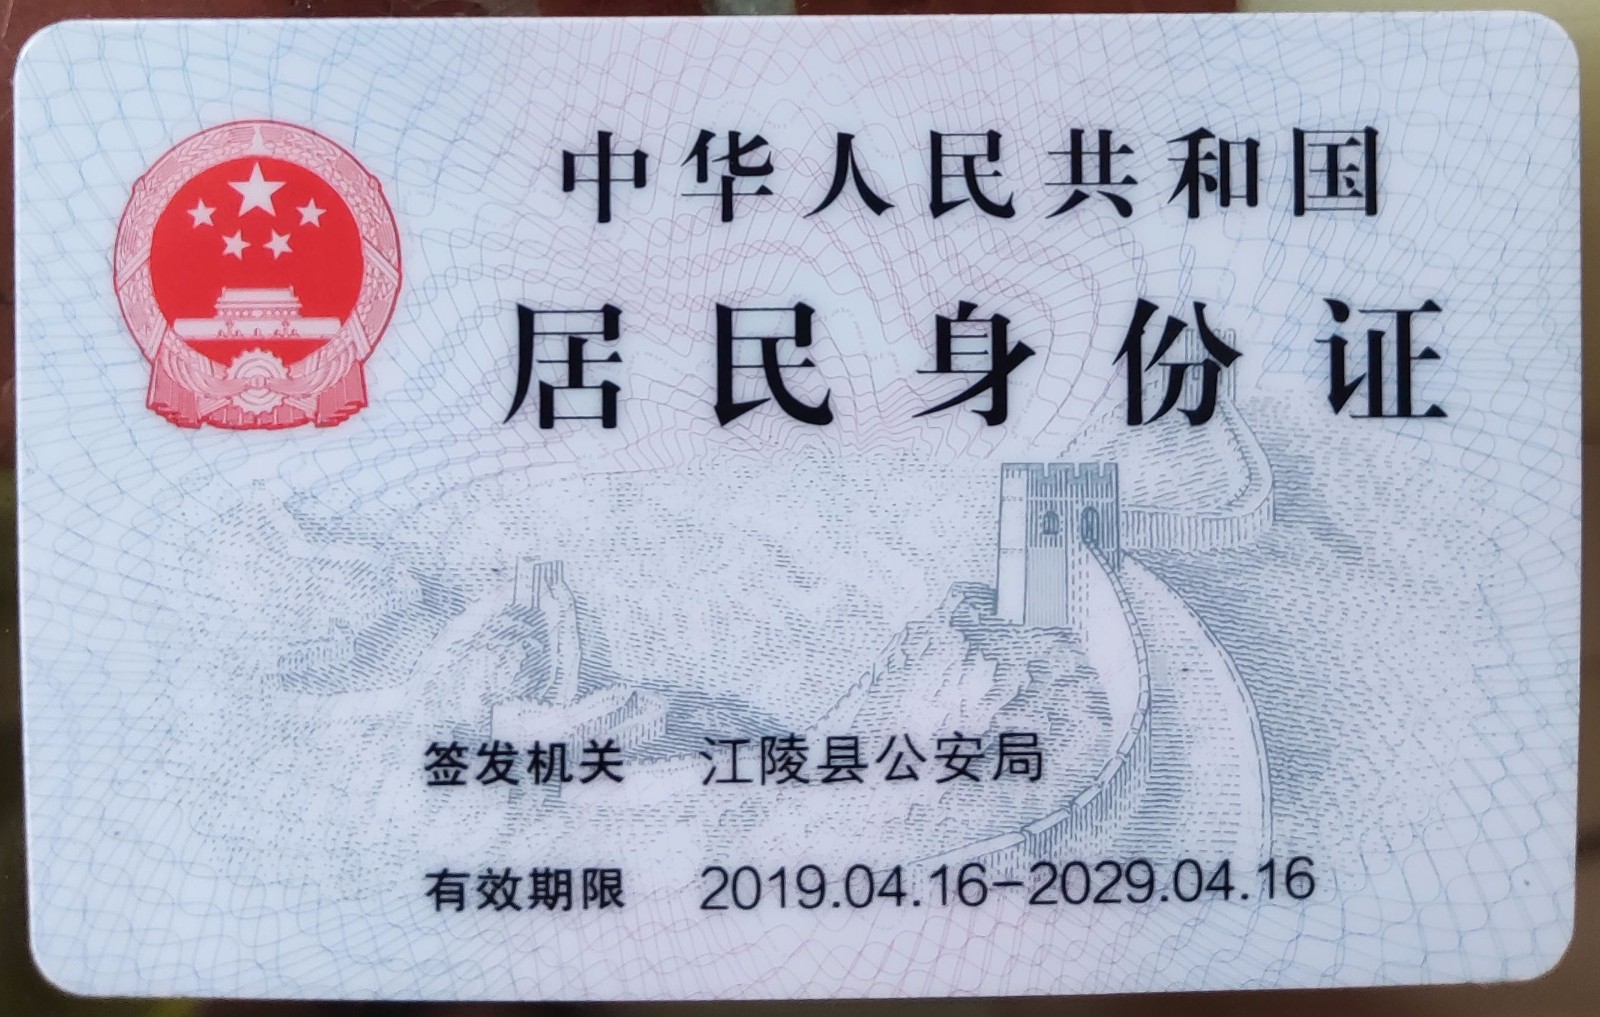 中华人民共和国
居民身份证
签发机关 江陵县公安局
有效期限 2019.04.16-2029.04.16